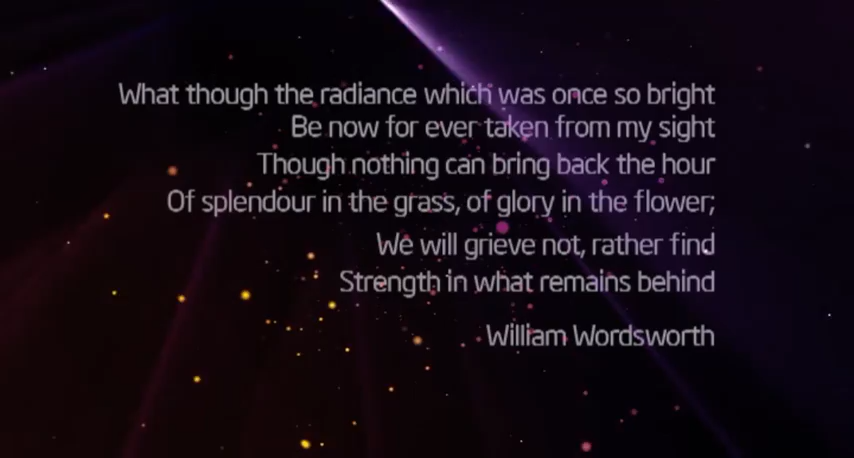 What though the radiance which was once so bright
Be now for ever taken from my sight
Though nothing can bring back the hour
Of splendour in the grass, of glory in the flower;
We will grieve not, rather find
Strength in what remains behind
William Wordsworth